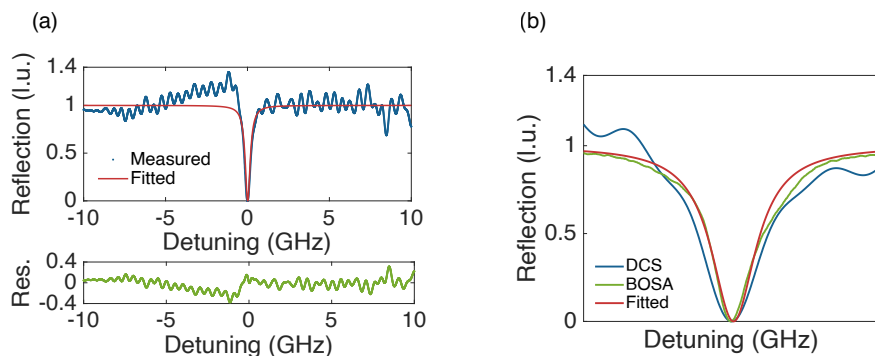 (a)
1.4
1
0.5
0
Reflection (l.u.)
Measured
Fitted
-10
-5
0
5
10
Detuning (GHz)
0.4
0
-0.4
Res.
-10
-5
0
5
10
Detuning (GHz)
(b)
1.4
1
0.5
0
Reflection (l.u.)
DCS
BOSA
Fitted
Detuning (GHz)